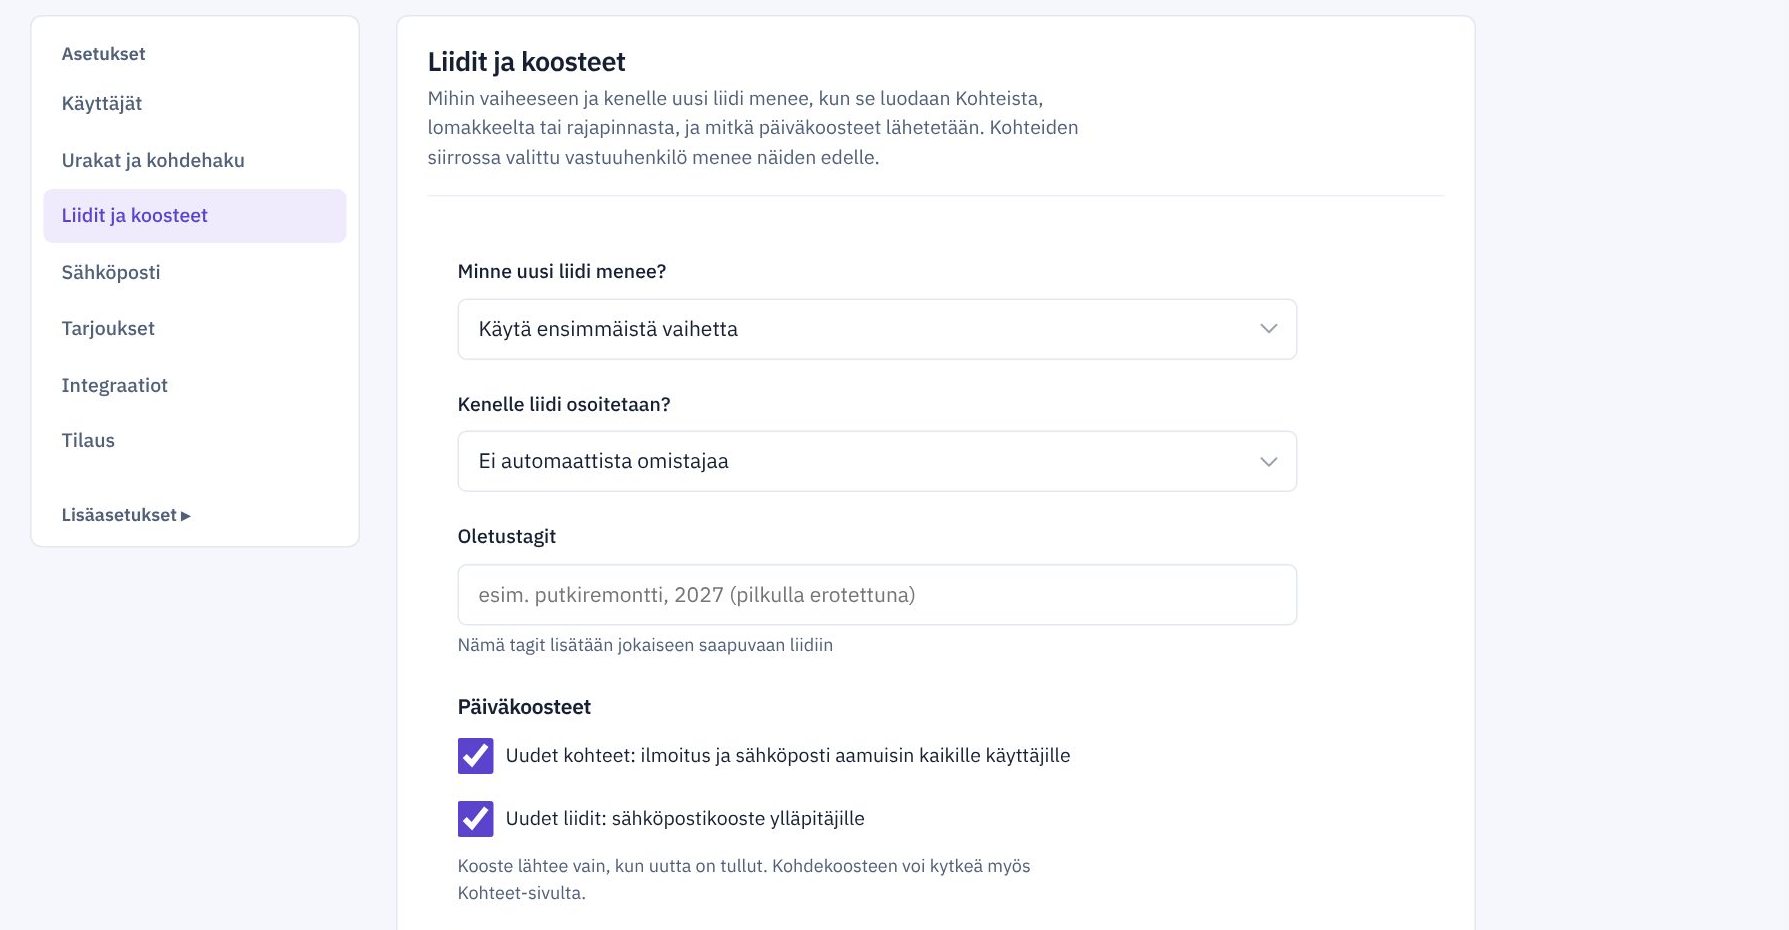 Asetukset
Käyttäjät
Urakat ja kohdehaku
Liidit ja koosteet
Sähköposti
Tarjoukset
Integraatiot
Tilaus
Lisäasetukset ▸
Liidit ja koosteet
Mihin vaiheeseen ja kenelle uusi liidi menee, kun se luodaan Kohteista,
lomakkeelta tai rajapinnasta, ja mitkä päiväkoosteet lähetetään. Kohteiden
siirrossa valittu vastuuhenkilö menee näiden edelle.
Minne uusi liidi menee?
Käytä ensimmäistä vaihetta
Kenelle liidi osoitetaan?
Ei automaattista omistajaa
Oletustagit
esim. putkiremontti, 2027 (pilkulla erotettuna)
Nämä tagit lisätään jokaiseen saapuvaan liidiin
Päiväkoosteet
Uudet kohteet: ilmoitus ja sähköposti aamuisin kaikille käyttäjille
Uudet liidit: sähköpostikooste ylläpitäjille
Kooste lähtee vain, kun uutta on tullut. Kohdekoosteen voi kytkeä myös
Kohteet-sivulta.